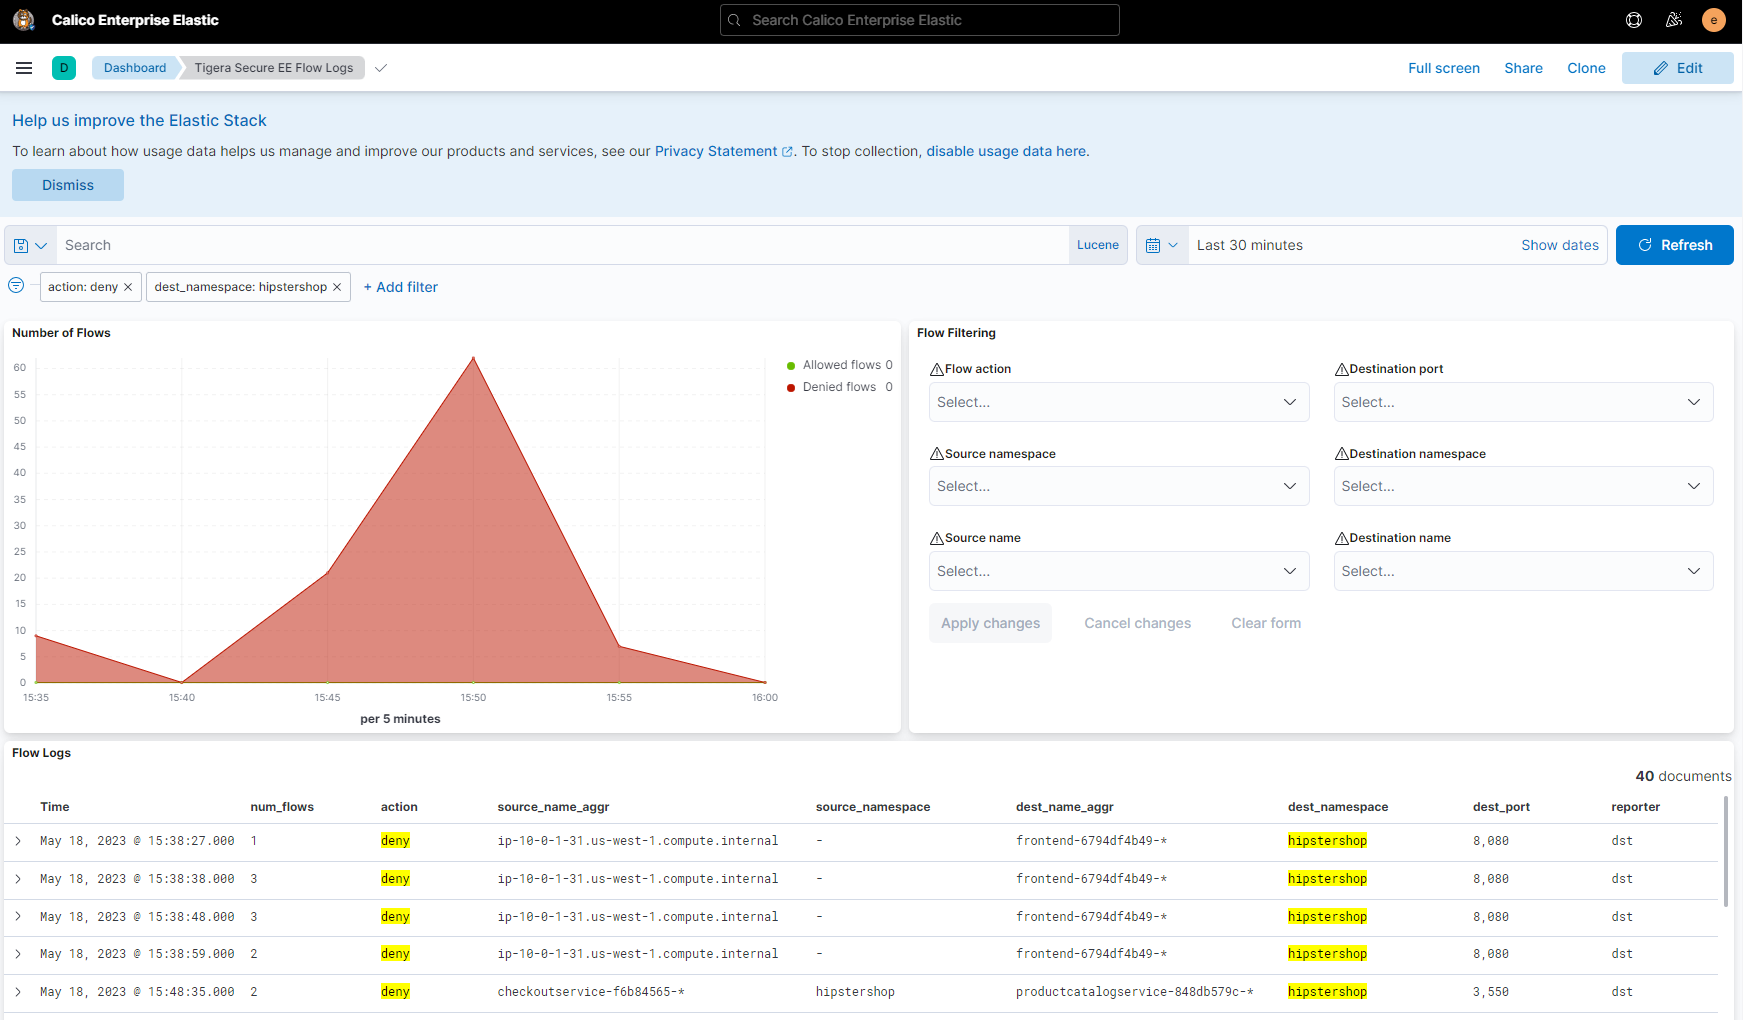 Calico Enterprise Elastic
Search Calico Enterprise Elastic
e
D
Dashboard
Tigera Secure EE Flow Logs
Full screen
Share
Clone
Edit
Help us improve the Elastic Stack
To learn about how usage data helps us manage and improve our products and services, see our Privacy Statement. To stop collection, disable usage data here.
Dismiss
Search
Lucene
Last 30 minutes
Show dates
Refresh
action: deny ×
dest_namespace: hipstershop ×
+ Add filter
Number of Flows
60
55
50
45
40
35
30
25
20
15
10
5
0
15:35 15:40 15:45 15:50 15:55 16:00
per 5 minutes
Allowed flows 0
Denied flows 0
Flow Filtering
Flow action
Select...
Destination port
Select...
Source namespace
Select...
Destination namespace
Select...
Source name
Select...
Destination name
Select...
Apply changes
Cancel changes
Clear form
Flow Logs
40 documents
Time num_flows action source_name_aggr source_namespace dest_name_aggr dest_namespace dest_port reporter
May 18, 2023 @ 15:38:27.000 1 deny ip-10-0-1-31.us-west-1.compute.internal - frontend-6794df4b49-* hipstershop 8,080 dst
May 18, 2023 @ 15:38:38.000 3 deny ip-10-0-1-31.us-west-1.compute.internal - frontend-6794df4b49-* hipstershop 8,080 dst
May 18, 2023 @ 15:38:48.000 3 deny ip-10-0-1-31.us-west-1.compute.internal - frontend-6794df4b49-* hipstershop 8,080 dst
May 18, 2023 @ 15:38:59.000 2 deny ip-10-0-1-31.us-west-1.compute.internal - frontend-6794df4b49-* hipstershop 8,080 dst
May 18, 2023 @ 15:48:35.000 2 deny checkoutservice-f6b84565-* hipstershop productcatalogservice-848db579c-* hipstershop 3,550 dst